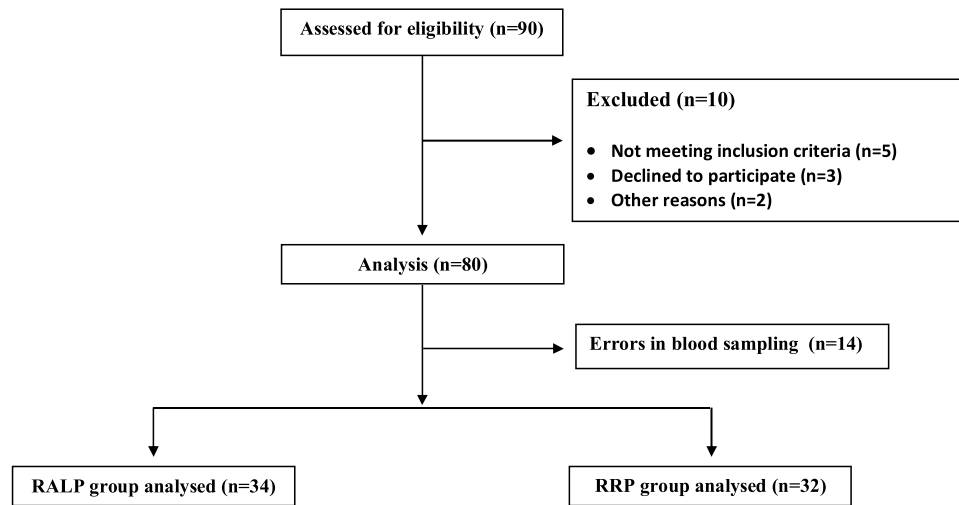 Assessed for eligibility (n=90)
Excluded (n=10)
• Not meeting inclusion criteria (n=5)
• Declined to participate (n=3)
• Other reasons (n=2)
Analysis (n=80)
Errors in blood sampling (n=14)
RALP group analysed (n=34)
RRP group analysed (n=32)